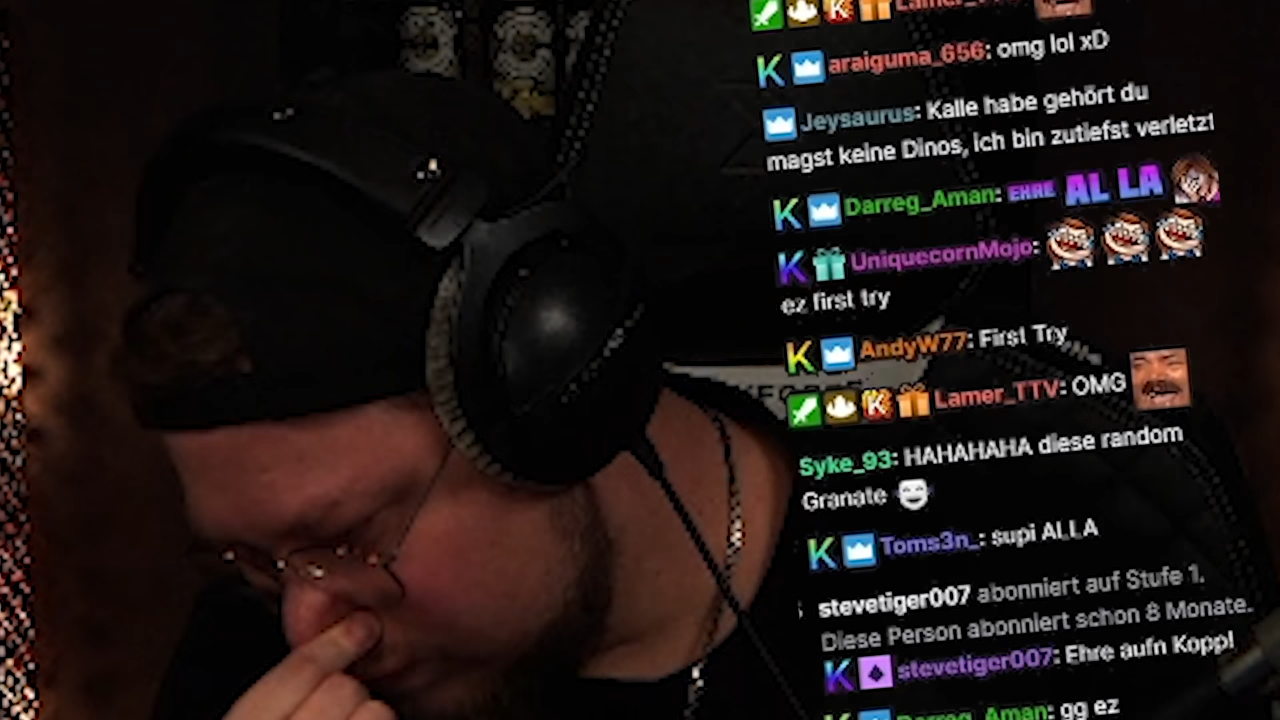 araiguma_656: omg lol xD
Jeysaurus: Kalle habe gehört du
magst keine Dinos, ich bin zutiefst verletzt
Darreg_Aman: EHRE AL LA
UniquecornMojo:
ez first try
AndyW77: First Try
Lamer_TTV: OMG
Syke_93: HAHAHAHA diese random
Granate
Toms3n_: supi ALLA
stevetiger007 abonniert auf Stufe 1.
Diese Person abonniert schon 8 Monate.
stevetiger007: Ehre aufn Koppl
Darreg_Aman: gg ez